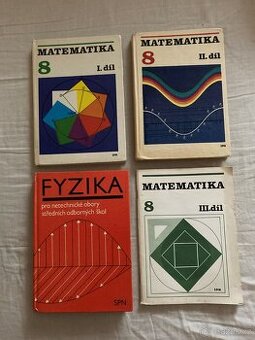 MATEMATIKA
8
I. díl
SPN
MATEMATIKA
8
II. díl
SPN
FYZIKA
pro netechnické obory
středních odborných škol
SPN
MATEMATIKA
8
III. díl
SPN